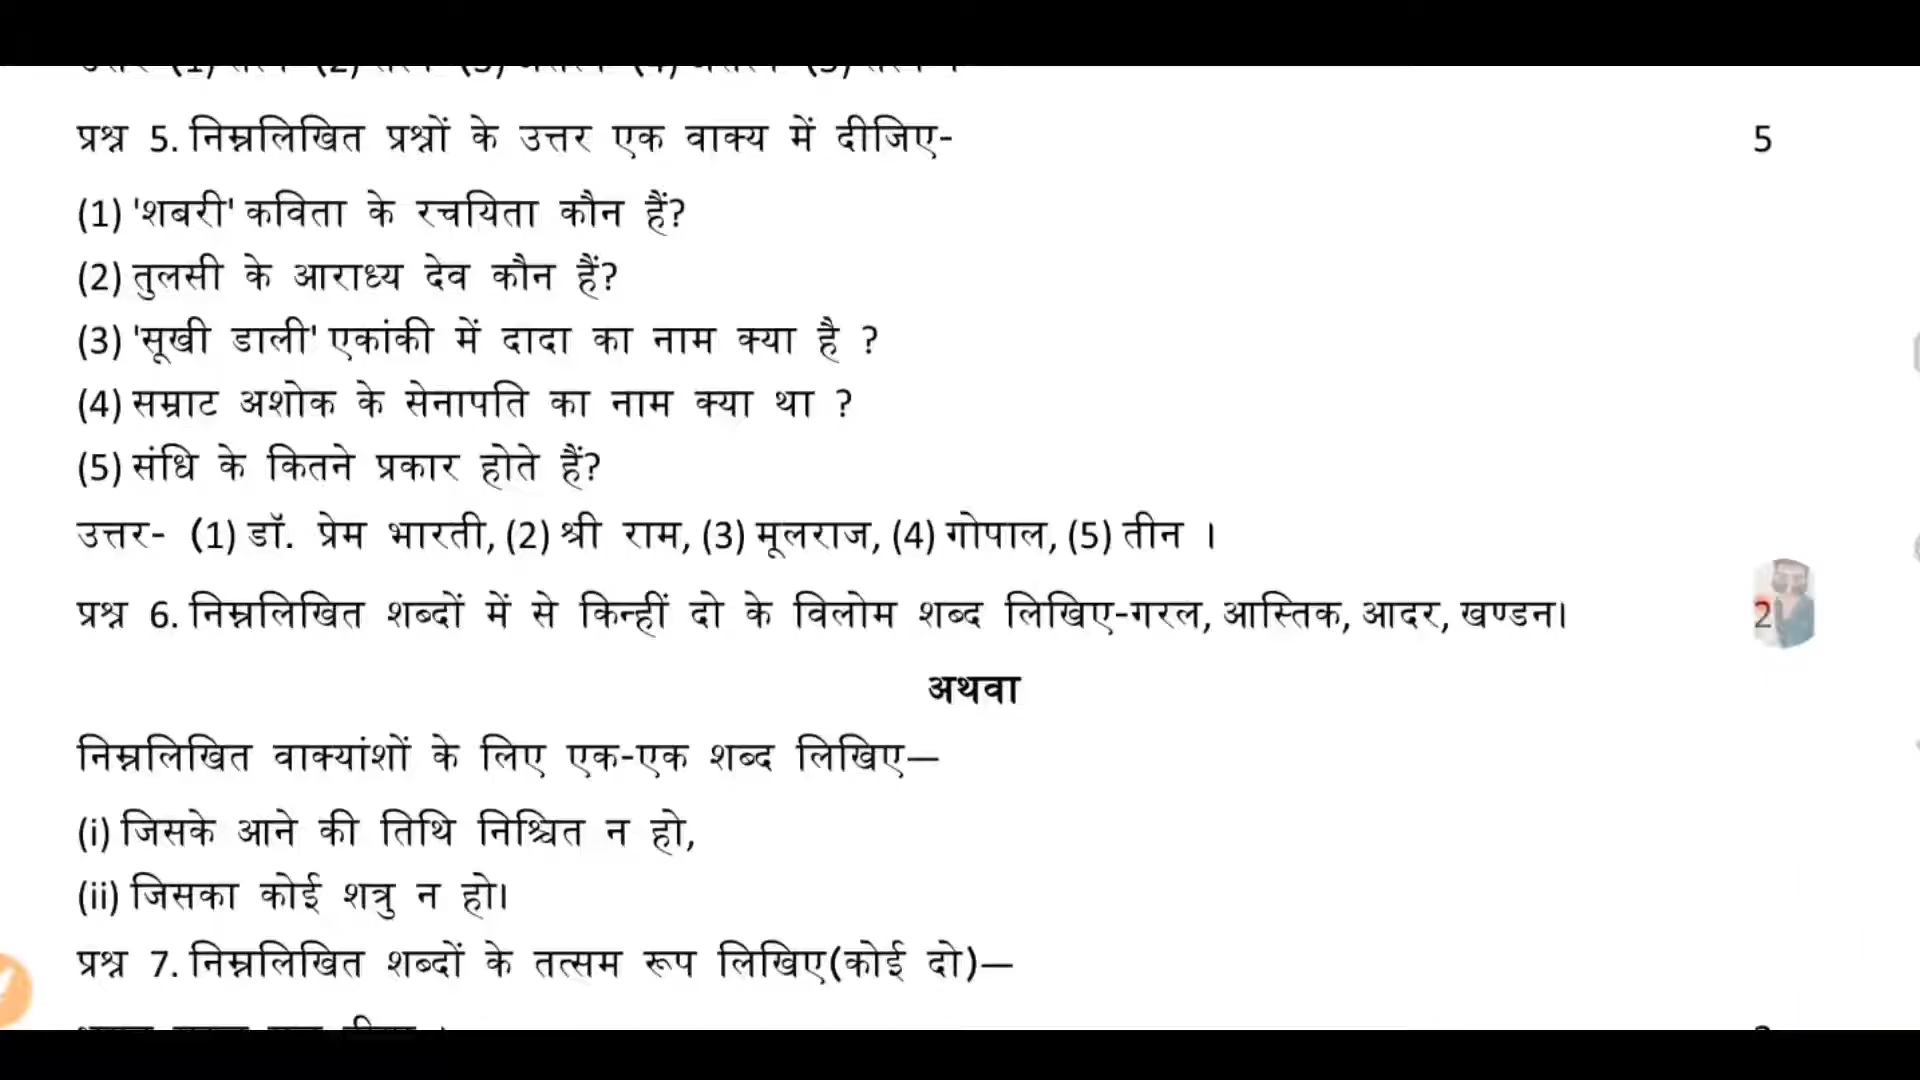 प्रश्न 5. निम्नलिखित प्रश्नों के उत्तर एक वाक्य में दीजिए- 5
(1) 'शबरी' कविता के रचयिता कौन हैं?
(2) तुलसी के आराध्य देव कौन हैं?
(3) 'सूखी डाली' एकांकी में दादा का नाम क्या है ?
(4) सम्राट अशोक के सेनापति का नाम क्या था ?
(5) संधि के कितने प्रकार होते हैं?
उत्तर- (1) डॉ. प्रेम भारती, (2) श्री राम, (3) मूलराज, (4) गोपाल, (5) तीन ।
प्रश्न 6. निम्नलिखित शब्दों में से किन्हीं दो के विलोम शब्द लिखिए-गरल, आस्तिक, आदर, खण्डन। 2
अथवा
निम्नलिखित वाक्यांशों के लिए एक-एक शब्द लिखिए—
(i) जिसके आने की तिथि निश्चित न हो,
(ii) जिसका कोई शत्रु न हो।
प्रश्न 7. निम्नलिखित शब्दों के तत्सम रूप लिखिए(कोई दो)—